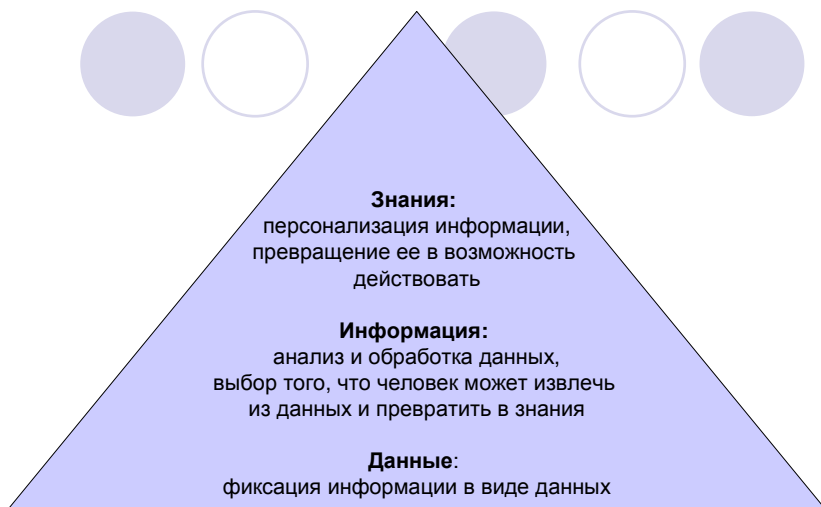 Знания:
персонализация информации,
превращение ее в возможность
действовать
Информация:
анализ и обработка данных,
выбор того, что человек может извлечь
из данных и превратить в знания
Данные:
фиксация информации в виде данных